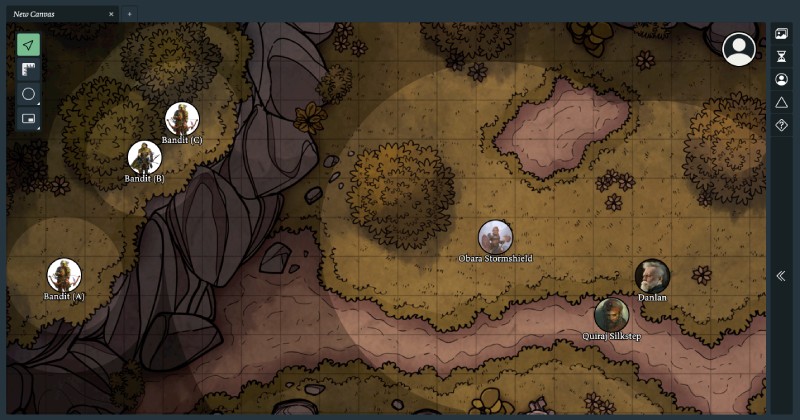 New Canvas
Bandit (C)
Bandit (B)
Obara Stormshield
Bandit (A)
Danlan
Quiraj Silkstep